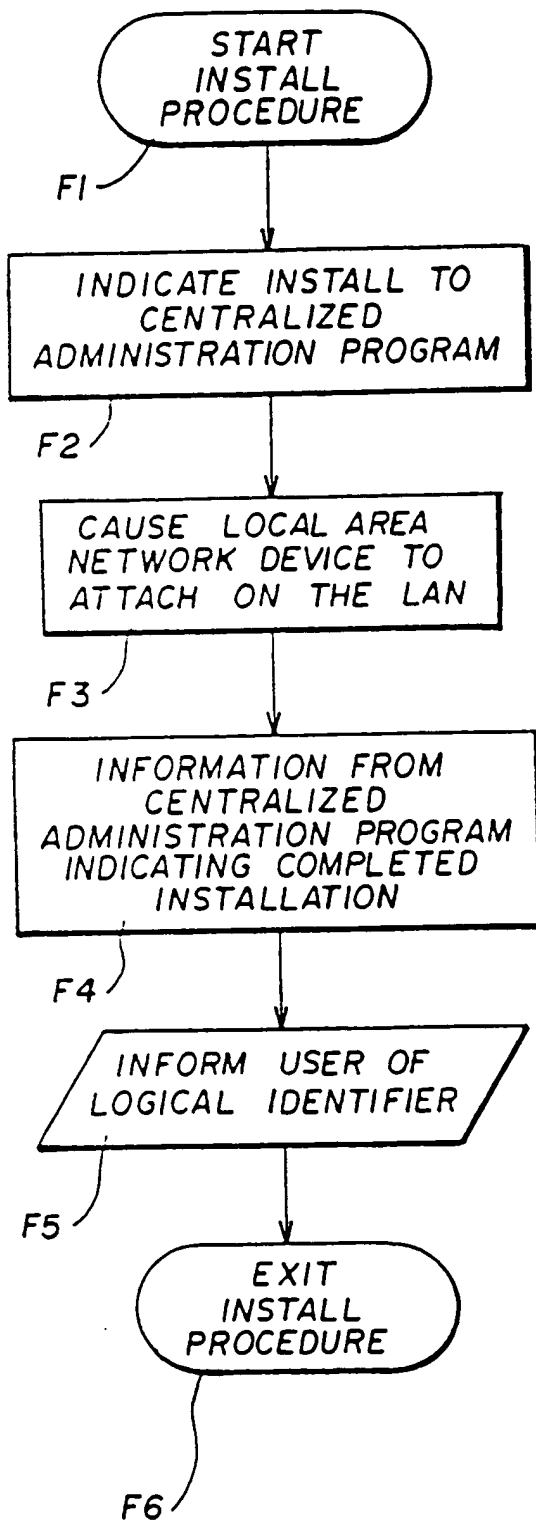 START
INSTALL
PROCEDURE
F1
INDICATE INSTALL TO
CENTRALIZED
ADMINISTRATION PROGRAM
F2
CAUSE LOCAL AREA
NETWORK DEVICE TO
ATTACH ON THE LAN
F3
INFORMATION FROM
CENTRALIZED
ADMINISTRATION PROGRAM
INDICATING COMPLETED
INSTALLATION
F4
INFORM USER OF
LOGICAL IDENTIFIER
F5
EXIT
INSTALL
PROCEDURE
F6